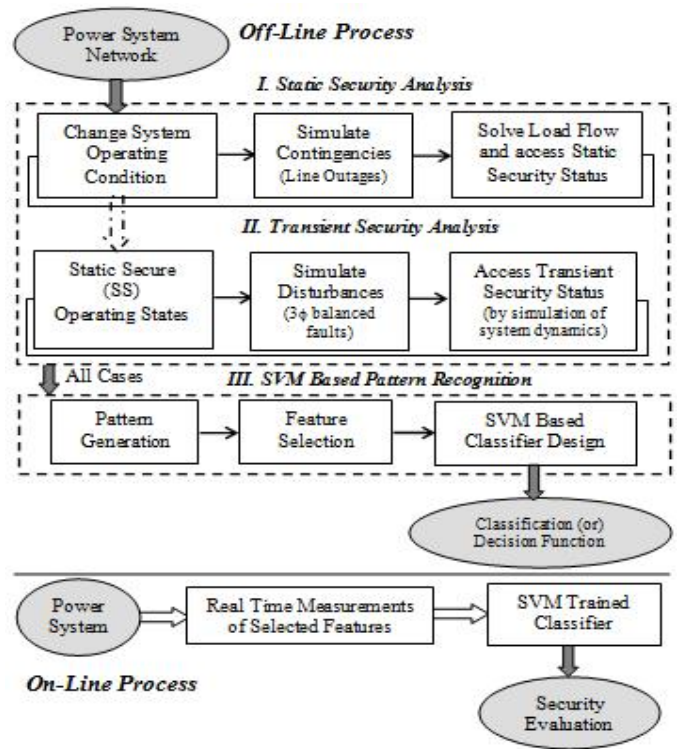 Power System
Network
Off-Line Process
I. Static Security Analysis
Change System
Operating
Condition
Simulate
Contingencies
(Line Outages)
Solve Load Flow
and access Static
Security Status
II. Transient Security Analysis
Static Secure
(SS)
Operating States
Simulate
Disturbances
(3ϕ balanced
faults)
Access Transient
Security Status
(by simulation of
system dynamics)
All Cases
III. SVM Based Pattern Recognition
Pattern
Generation
Feature
Selection
SVM Based
Classifier Design
Classification (or)
Decision Function
Power
System
Real Time Measurements
of Selected Features
SVM Trained
Classifier
On-Line Process
Security
Evaluation